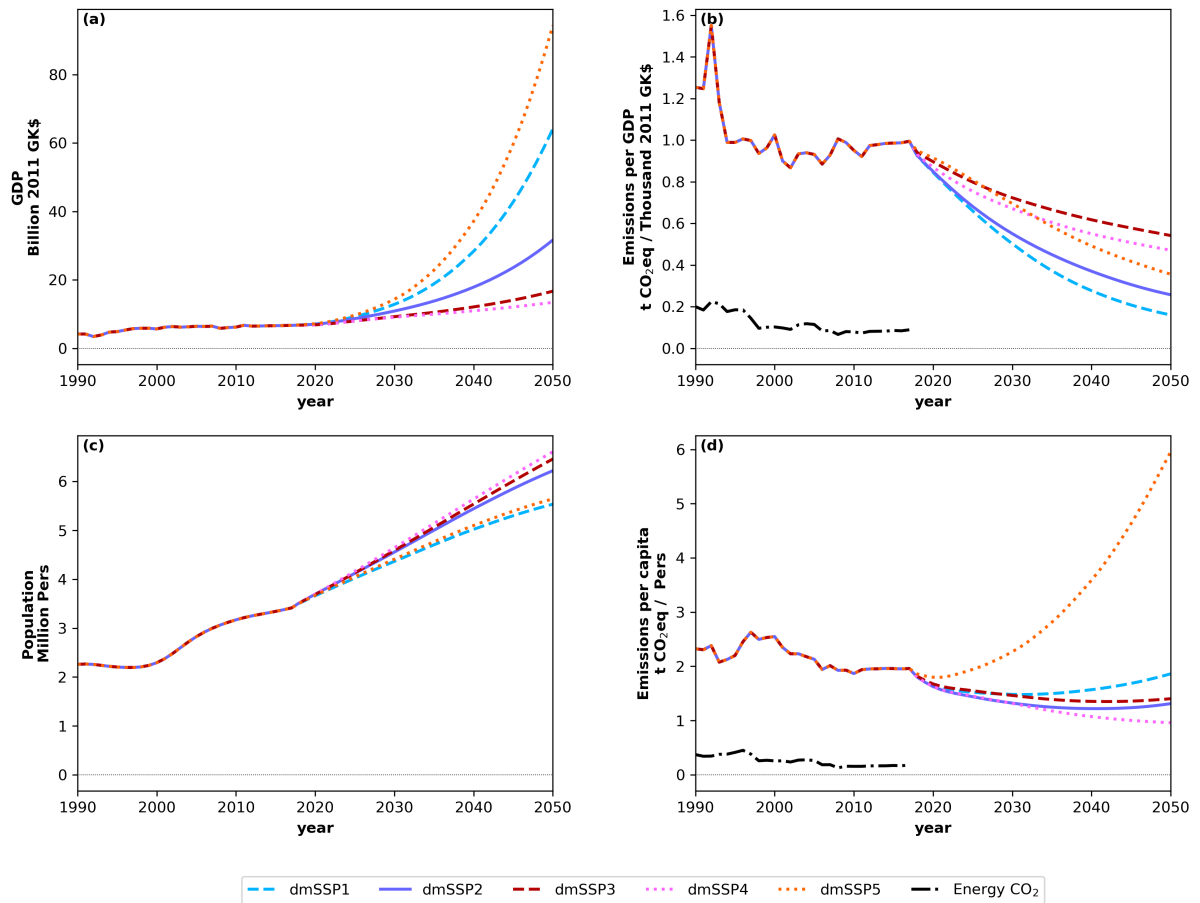 (a)
GDP
Billion 2011 GK$
80
60
40
20
0
1990 2000 2010 2020 2030 2040 2050
year
(b)
Emissions per GDP
t CO₂eq / Thousand 2011 GK$
1.6
1.4
1.2
1.0
0.8
0.6
0.4
0.2
0.0
1990 2000 2010 2020 2030 2040 2050
year
(c)
Population
Million Pers
6
5
4
3
2
1
0
1990 2000 2010 2020 2030 2040 2050
year
(d)
Emissions per capita
t CO₂eq / Pers
6
5
4
3
2
1
0
1990 2000 2010 2020 2030 2040 2050
year
dmSSP1 dmSSP2 dmSSP3 dmSSP4 dmSSP5 Energy CO₂